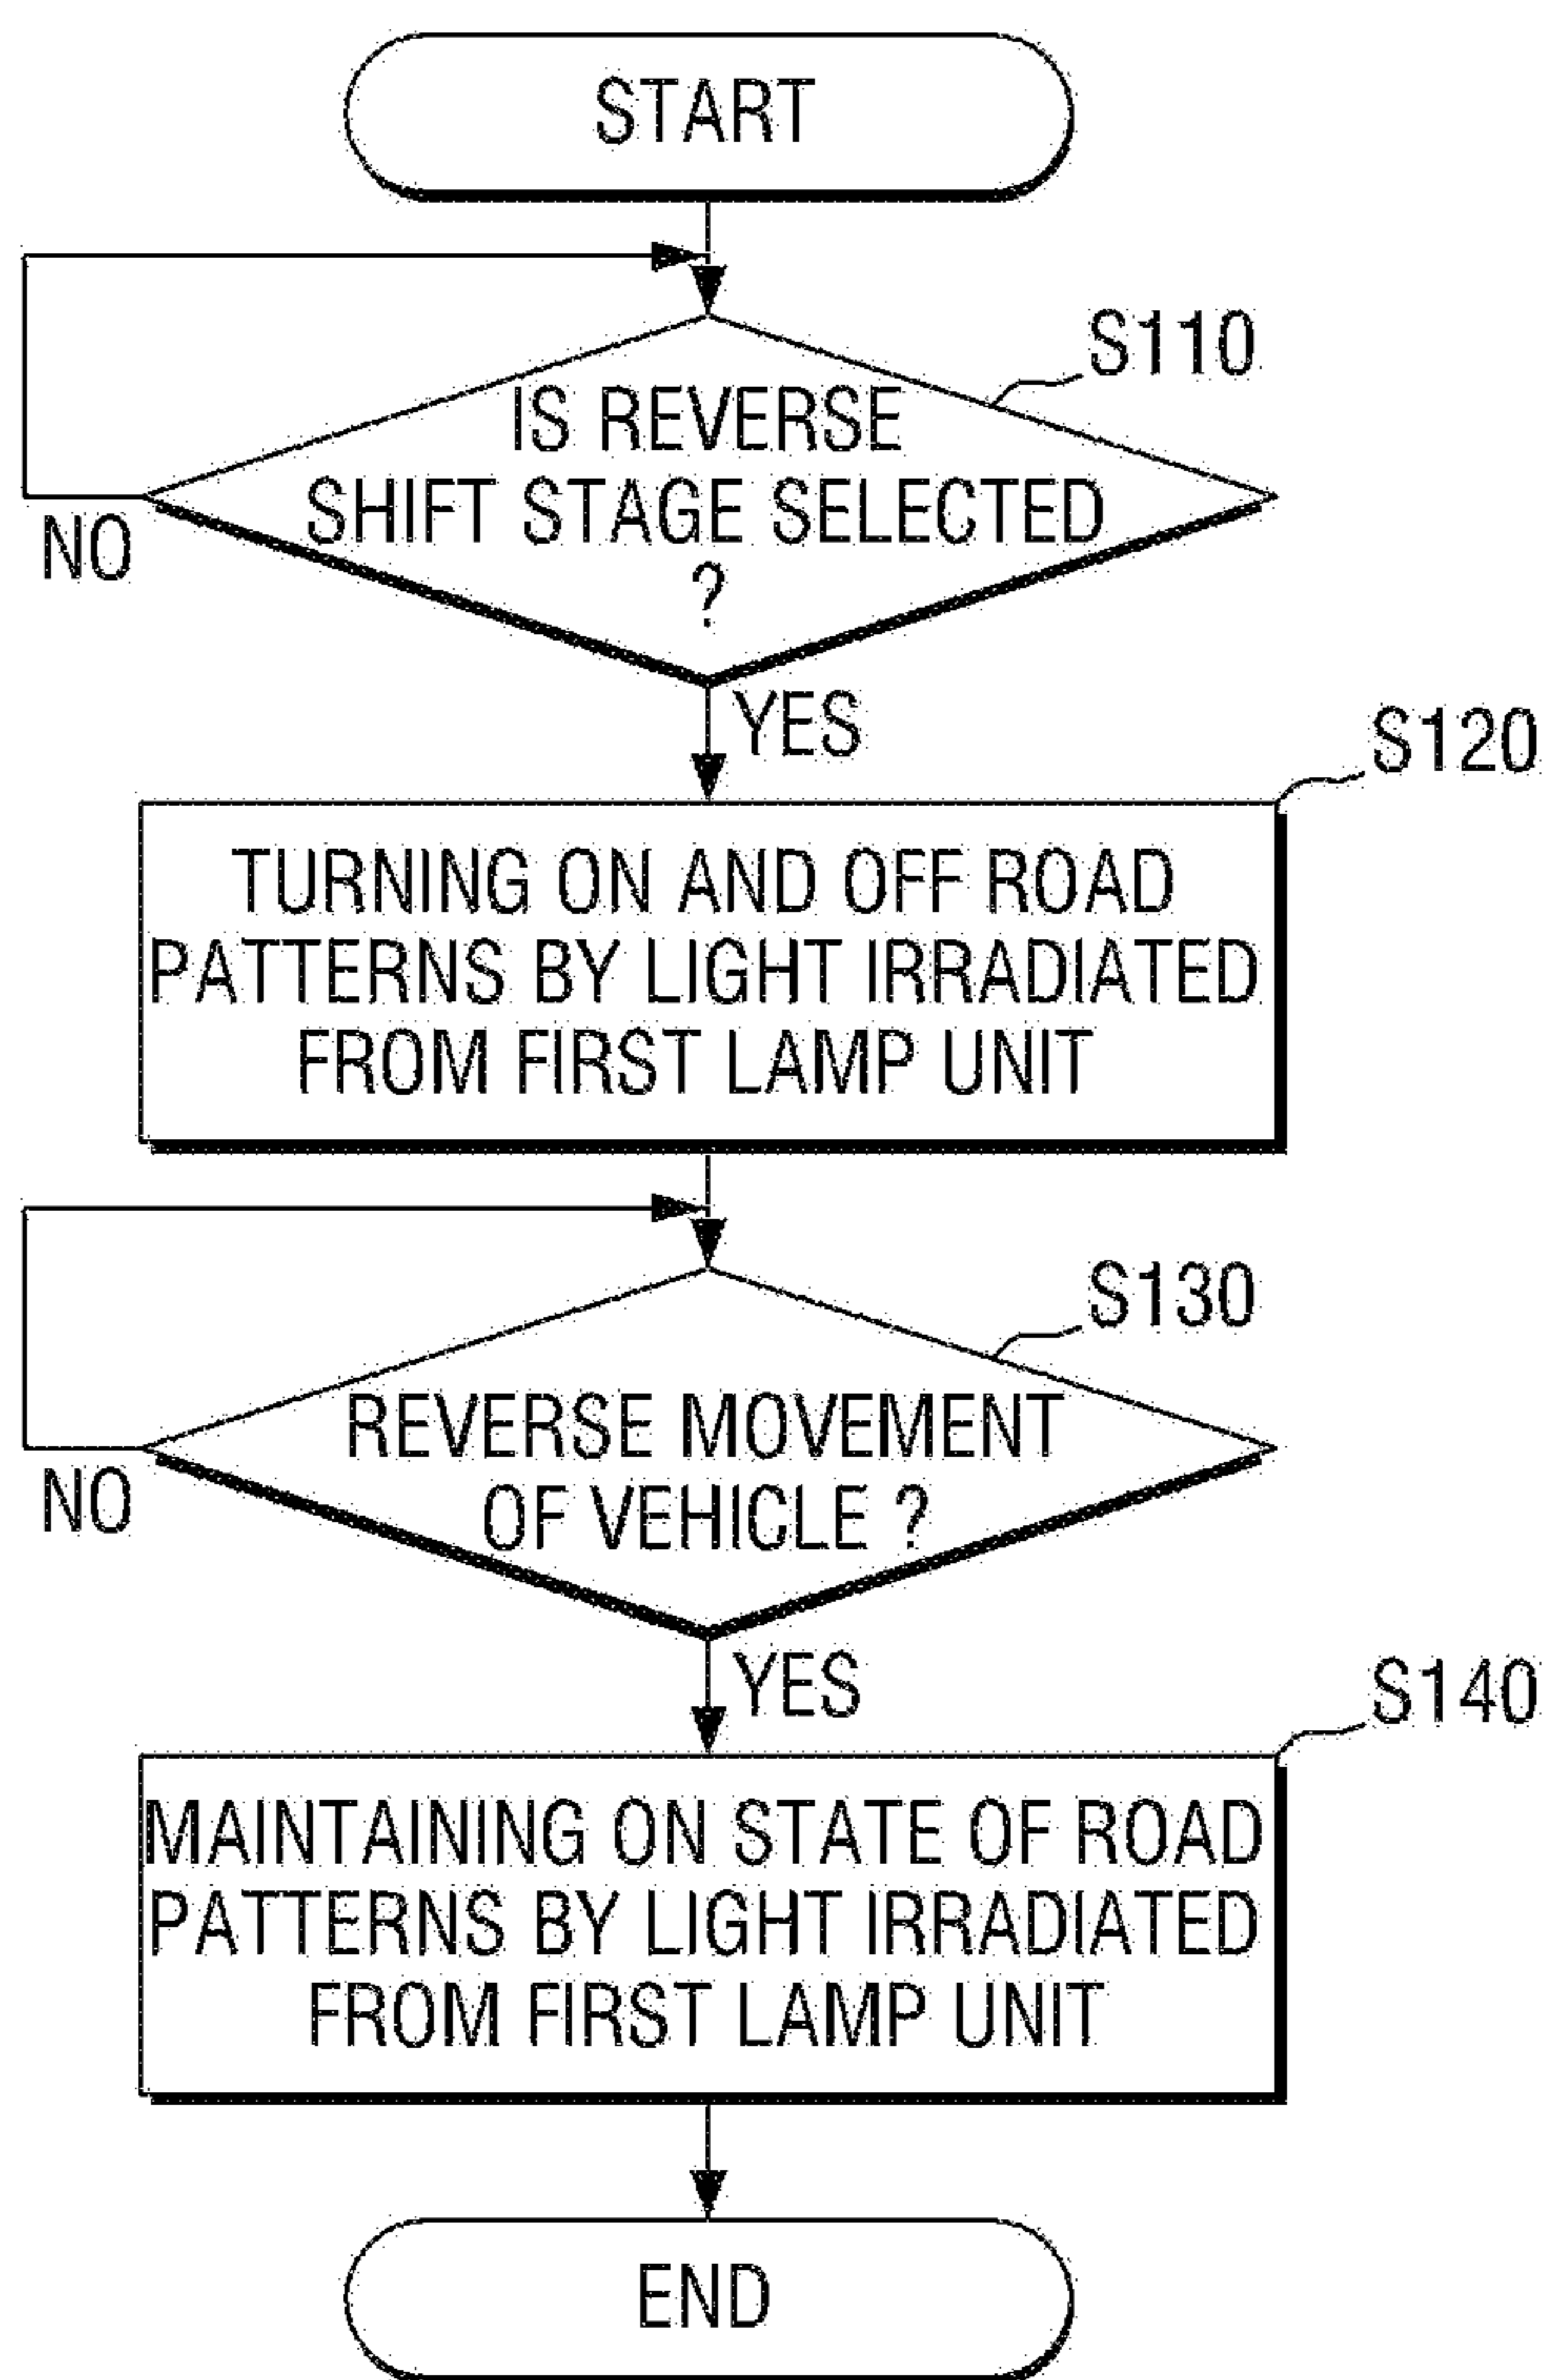 START
S110
IS REVERSE
SHIFT STAGE SELECTED
?
NO
YES
S120
TURNING ON AND OFF ROAD
PATTERNS BY LIGHT IRRADIATED
FROM FIRST LAMP UNIT
S130
REVERSE MOVEMENT
OF VEHICLE ?
NO
YES
S140
MAINTAINING ON STATE OF ROAD
PATTERNS BY LIGHT IRRADIATED
FROM FIRST LAMP UNIT
END